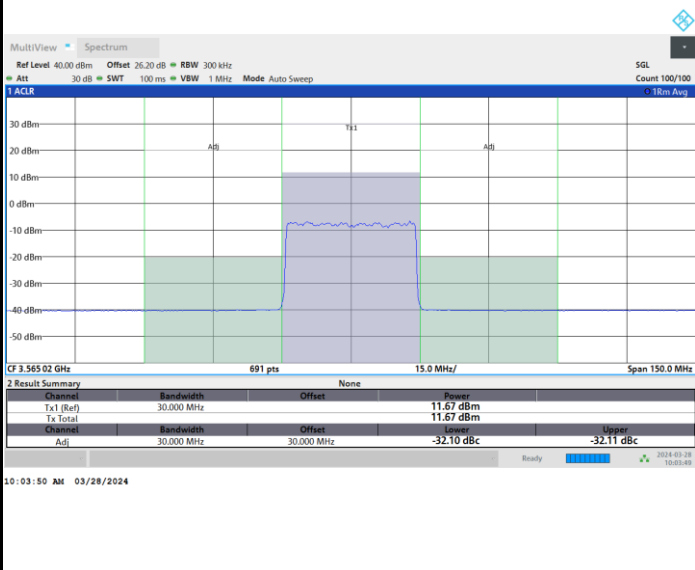 MultiView Spectrum
Ref Level 40.00 dBm Offset 26.20 dB RBW 300 kHz SGL
Att 30 dB SWT 100 ms VBW 1 MHz Mode Auto Sweep Count 100/100
1 ACLR 1Rm Avg
30 dBm
Tx1
20 dBm
Adj Adj
10 dBm
0 dBm
-10 dBm
-20 dBm
-30 dBm
-40 dBm
-50 dBm
CF 3.565 02 GHz 691 pts 15.0 MHz/ Span 150.0 MHz
2 Result Summary None
Channel Bandwidth Offset Power
Tx1 (Ref) 30.000 MHz 11.67 dBm
Tx Total 11.67 dBm
Channel Bandwidth Offset Lower Upper
Adj 30.000 MHz 30.000 MHz -32.10 dBc -32.11 dBc
Ready 2024-03-28
10:03:49
10:03:50 AM 03/28/2024